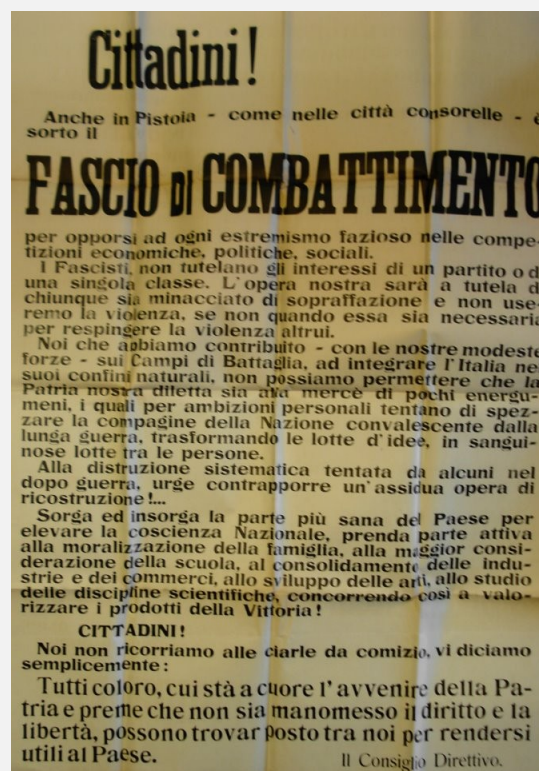 Cittadini!
Anche in Pistoia - come nelle città consorelle - è
sorto il
FASCIO DI COMBATTIMENTO
per opporsi ad ogni estremismo fazioso nelle compe-
tizioni economiche, politiche, sociali.
I Fascisti, non tutelano gli interessi di un partito o d
una singola classe. L'opera nostra sarà a tutela d
chiunque sia minacciato di sopraffazione e non use-
remo la violenza, se non quando essa sia necessaria
per respingere la violenza altrui.
Noi che abbiamo contribuito - con le nostre modeste
forze - sui Campi di Battaglia, ad integrare l'Italia ne
suoi confini naturali, non possiamo permettere che la
Patria nostra diletta sia alla mercè di pochi energu-
meni, i quali per ambizioni personali tentano di spez-
zare la compagine della Nazione convalescente dalla
lunga guerra, trasformando le lotte d'idee, in sangui-
nose lotte tra le persone.
Alla distruzione sistematica tentata da alcuni nel
dopo guerra, urge contrapporre un'assidua opera di
ricostruzione!...
Sorga ed insorga la parte più sana del Paese per
elevare la coscienza Nazionale, prenda parte attiva
alla moralizzazione della famiglia, alla maggior consi-
derazione della scuola, al consolidamento delle indu-
strie e dei commerci, allo sviluppo delle arti, allo studio
delle discipline scientifiche, concorrendo così a valo-
rizzare i prodotti della Vittoria!
CITTADINI!
Noi non ricorriamo alle ciarle da comizio, vi diciamo
semplicemente:
Tutti coloro, cui stà a cuore l'avvenire della Pa-
tria e preme che non sia manomesso il diritto e la
libertà, possono trovar posto tra noi per rendersi
utili al Paese.
Il Consiglio Direttivo.